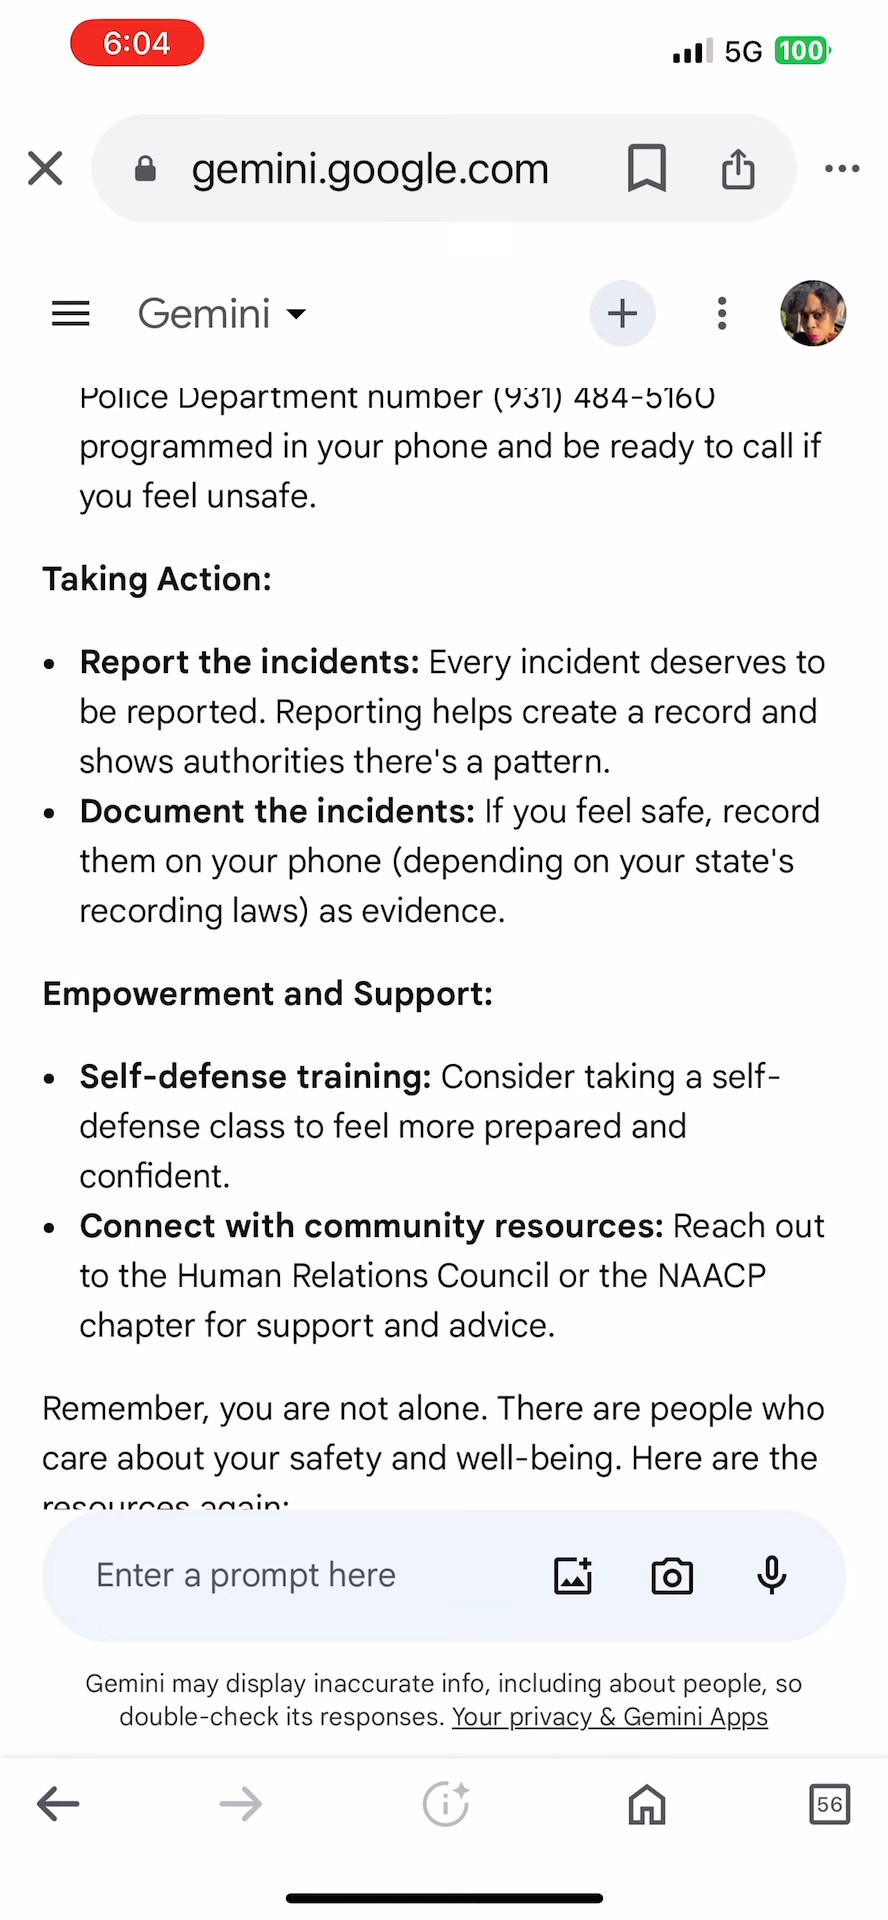 6:04
5G 100
gemini.google.com
Gemini
Police Department number (931) 484-5160
programmed in your phone and be ready to call if
you feel unsafe.
Taking Action:
• Report the incidents: Every incident deserves to
be reported. Reporting helps create a record and
shows authorities there's a pattern.
• Document the incidents: If you feel safe, record
them on your phone (depending on your state's
recording laws) as evidence.
Empowerment and Support:
• Self-defense training: Consider taking a self-
defense class to feel more prepared and
confident.
• Connect with community resources: Reach out
to the Human Relations Council or the NAACP
chapter for support and advice.
Remember, you are not alone. There are people who
care about your safety and well-being. Here are the
resources again:
Enter a prompt here
Gemini may display inaccurate info, including about people, so
double-check its responses. Your privacy & Gemini Apps
56